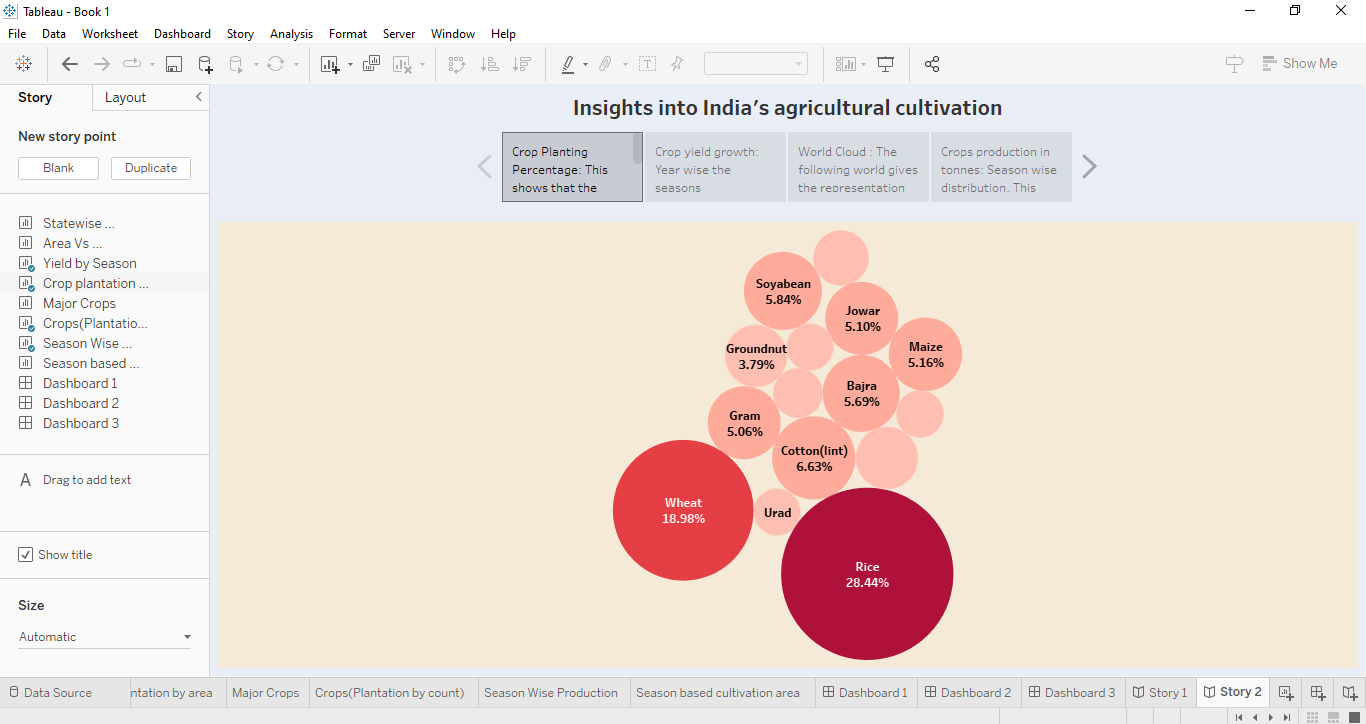 Tableau - Book 1
File Data Worksheet Dashboard Story Analysis Format Server Window Help
Show Me
Story Layout
New story point
Blank Duplicate
Statewise ...
Area Vs ...
Yield by Season
Crop plantation ...
Major Crops
Crops(Plantatio...
Season Wise ...
Season based ...
Dashboard 1
Dashboard 2
Dashboard 3
A Drag to add text
Show title
Size
Automatic
Insights into India's agricultural cultivation
Crop Planting
Percentage: This
shows that the
Crop yield growth:
Year wise the
seasons
World Cloud : The
following world gives
the representation
Crops production in
tonnes: Season wise
distribution. This
Soyabean
5.84%
Jowar
5.10%
Groundnut
3.79%
Maize
5.16%
Bajra
5.69%
Gram
5.06%
Cotton(lint)
6.63%
Wheat
18.98%
Urad
Rice
28.44%
Data Source ntation by area Major Crops Crops(Plantation by count) Season Wise Production Season based cultivation area Dashboard 1 Dashboard 2 Dashboard 3 Story 1 Story 2